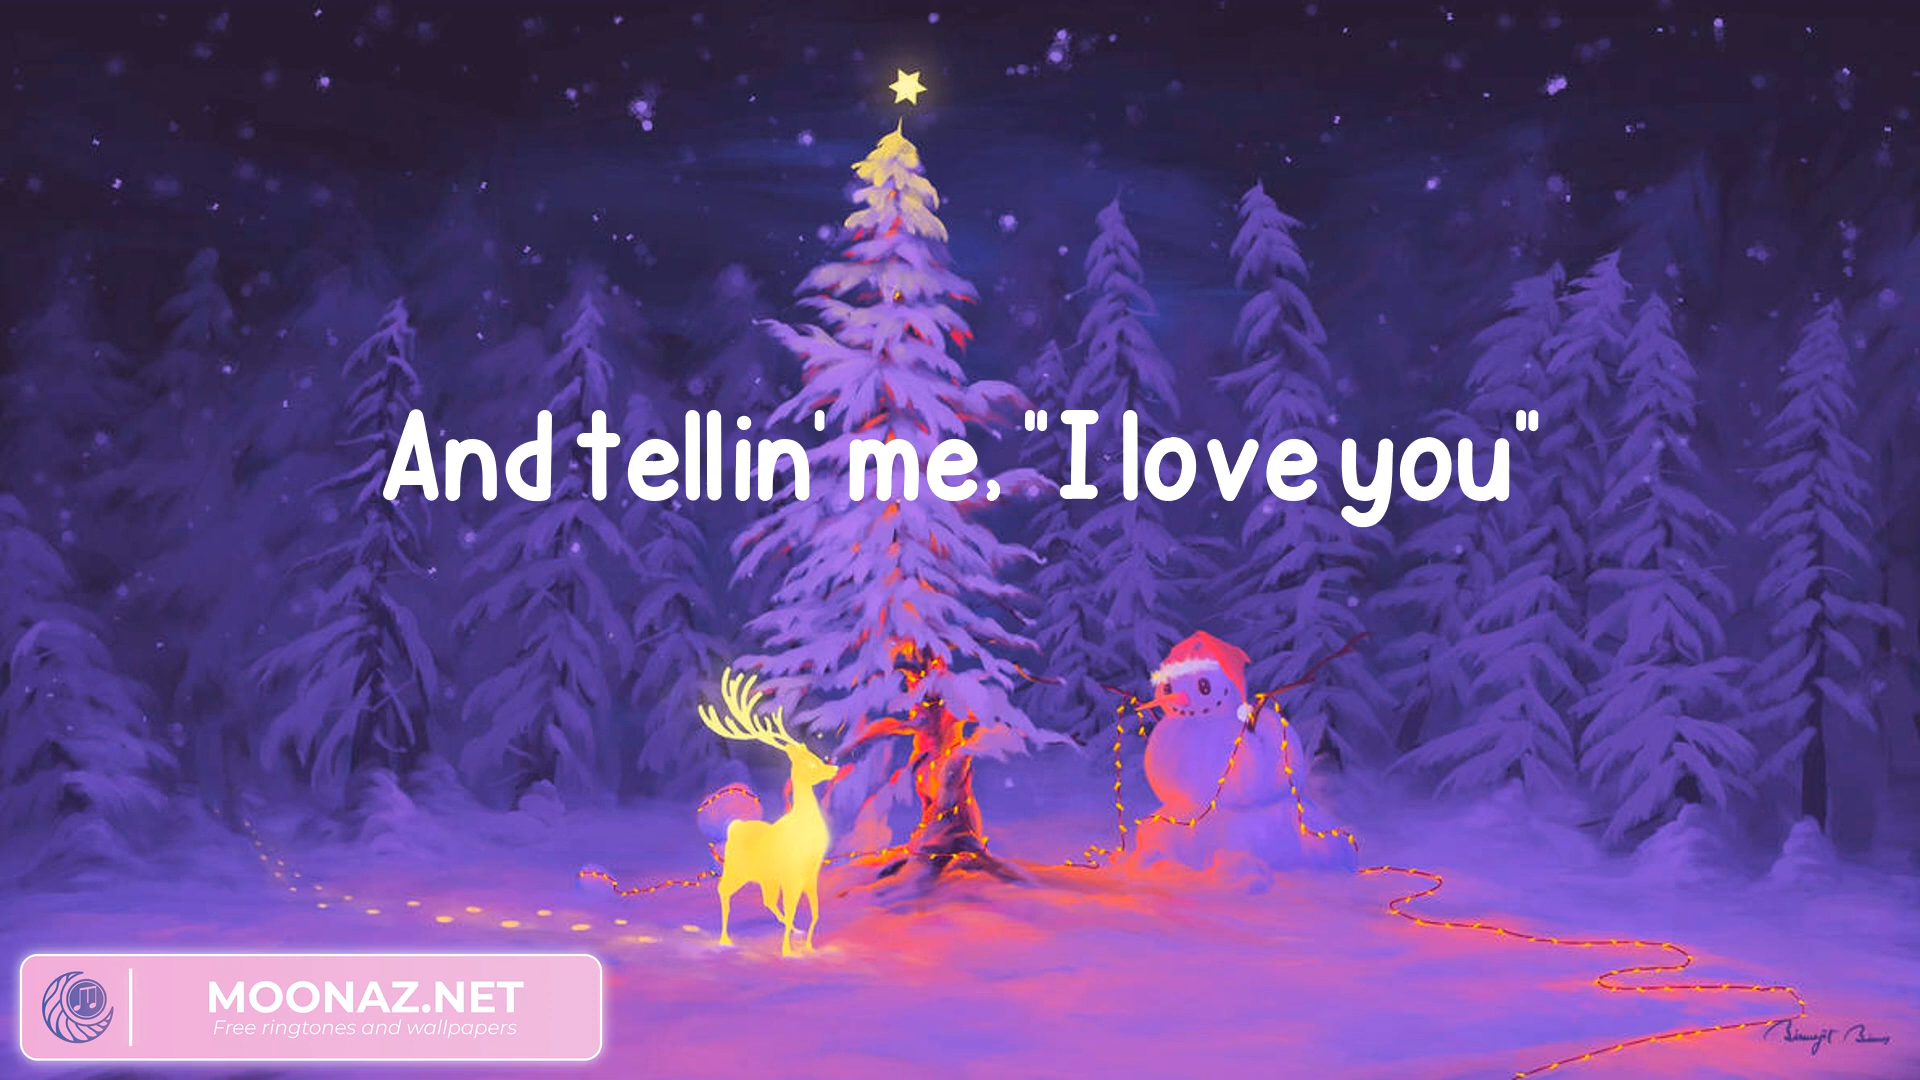 And tellin' me, "I love you"
MOONAZ.NET
Free ringtones and wallpapers